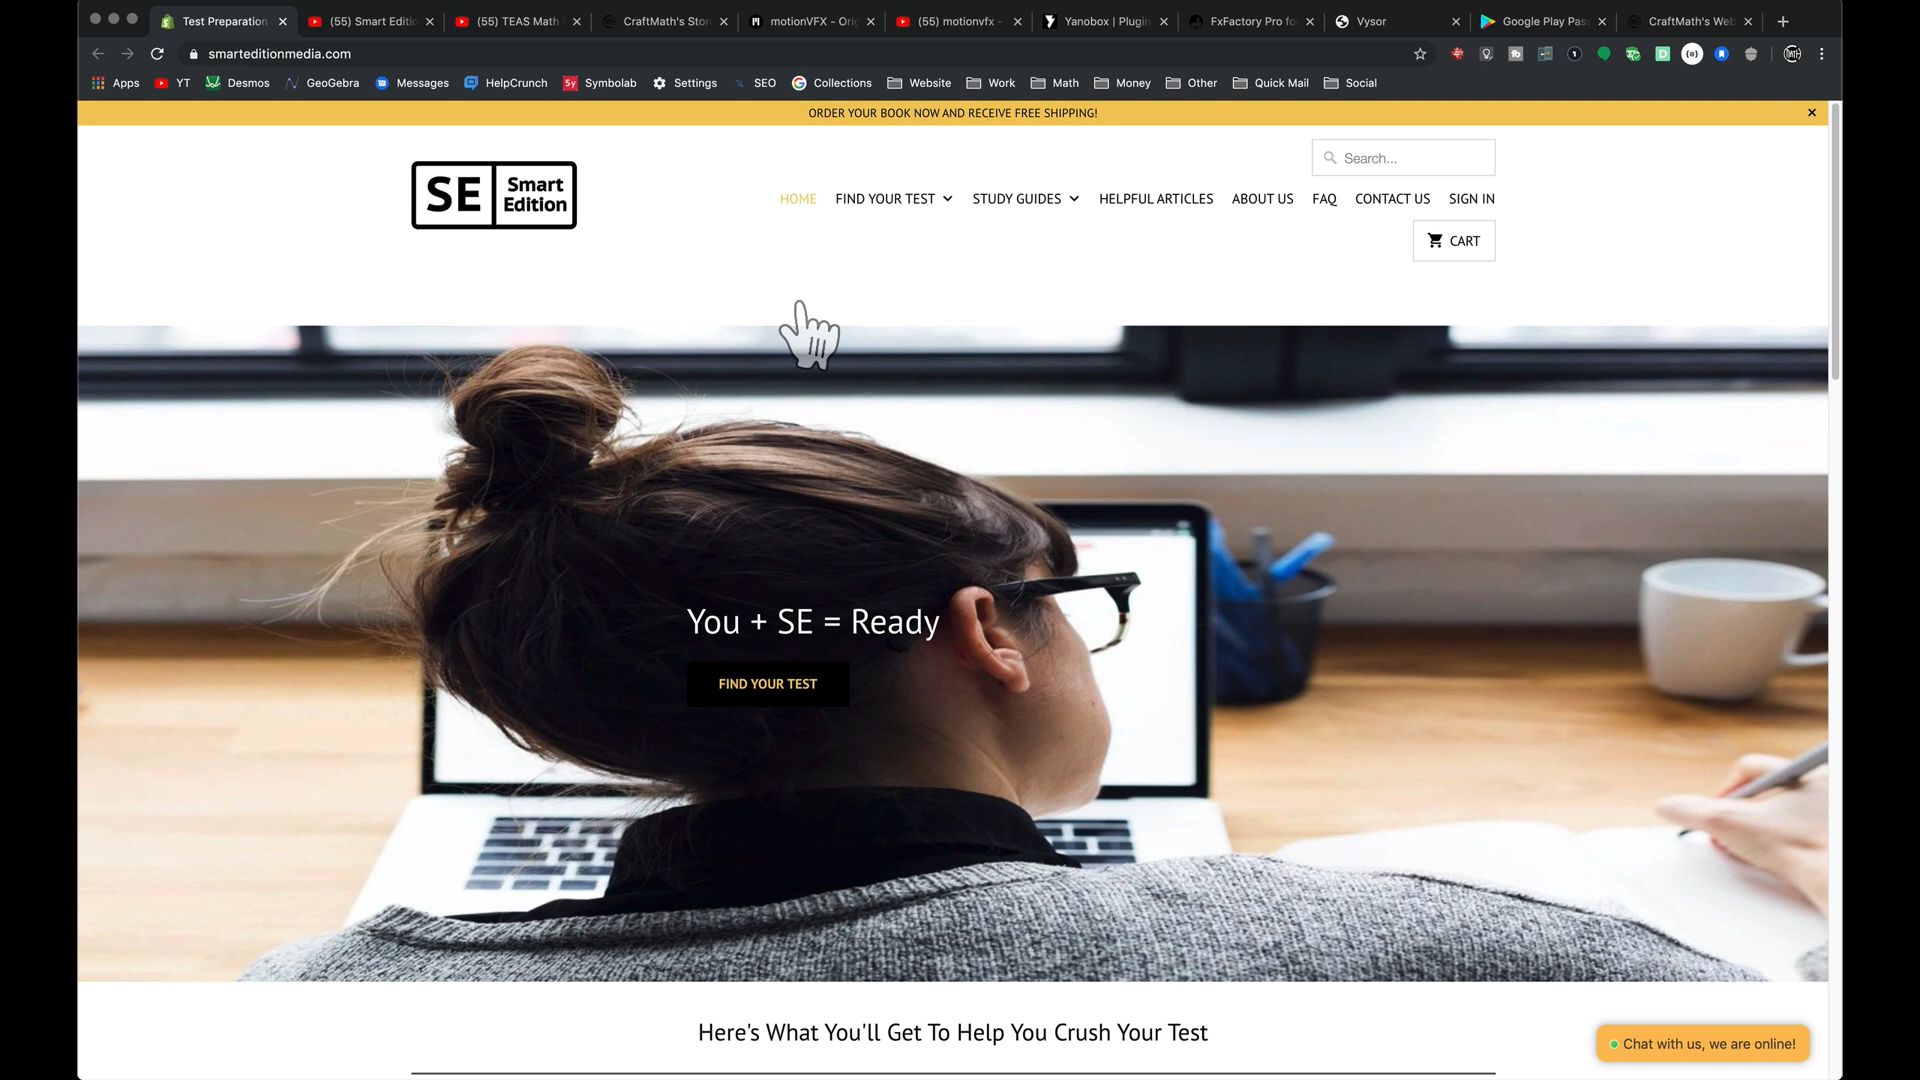 Test Preparation
(55) Smart Editio
(55) TEAS Math
CraftMath's Stor
motionVFX - Ori
(55) motionvfx -
Yanobox | Plugin
FxFactory Pro fo
Vysor
Google Play Pas
CraftMath's Web
smarteditionmedia.com
Apps
YT
Desmos
GeoGebra
Messages
HelpCrunch
Sy Symbolab
Settings
SEO
Collections
Website
Work
Math
Money
Other
Quick Mail
Social
ORDER YOUR BOOK NOW AND RECEIVE FREE SHIPPING!
Search...
SE Smart Edition
HOME
FIND YOUR TEST
STUDY GUIDES
HELPFUL ARTICLES
ABOUT US
FAQ
CONTACT US
SIGN IN
CART
You + SE = Ready
FIND YOUR TEST
Here's What You'll Get To Help You Crush Your Test
Chat with us, we are online!